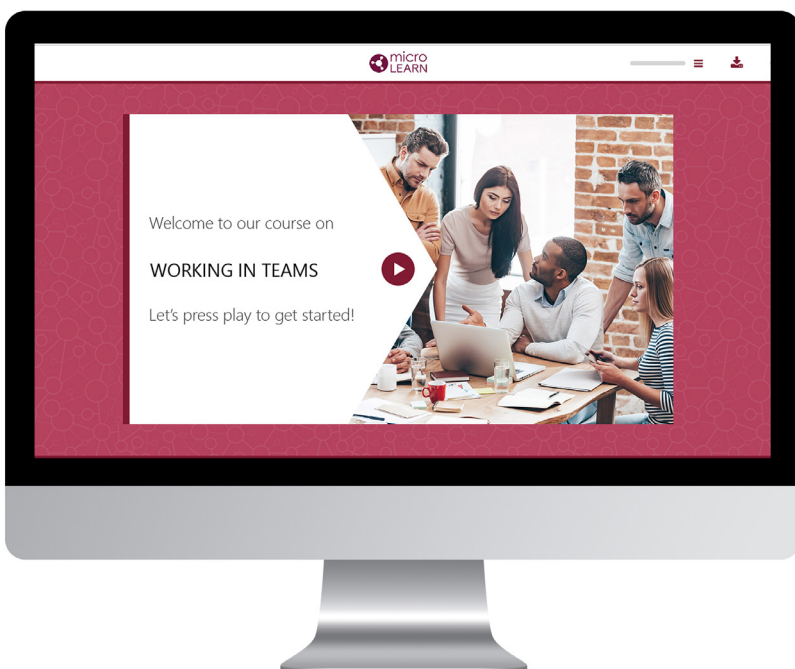 micro
LEARN
Welcome to our course on
WORKING IN TEAMS
Let's press play to get started!